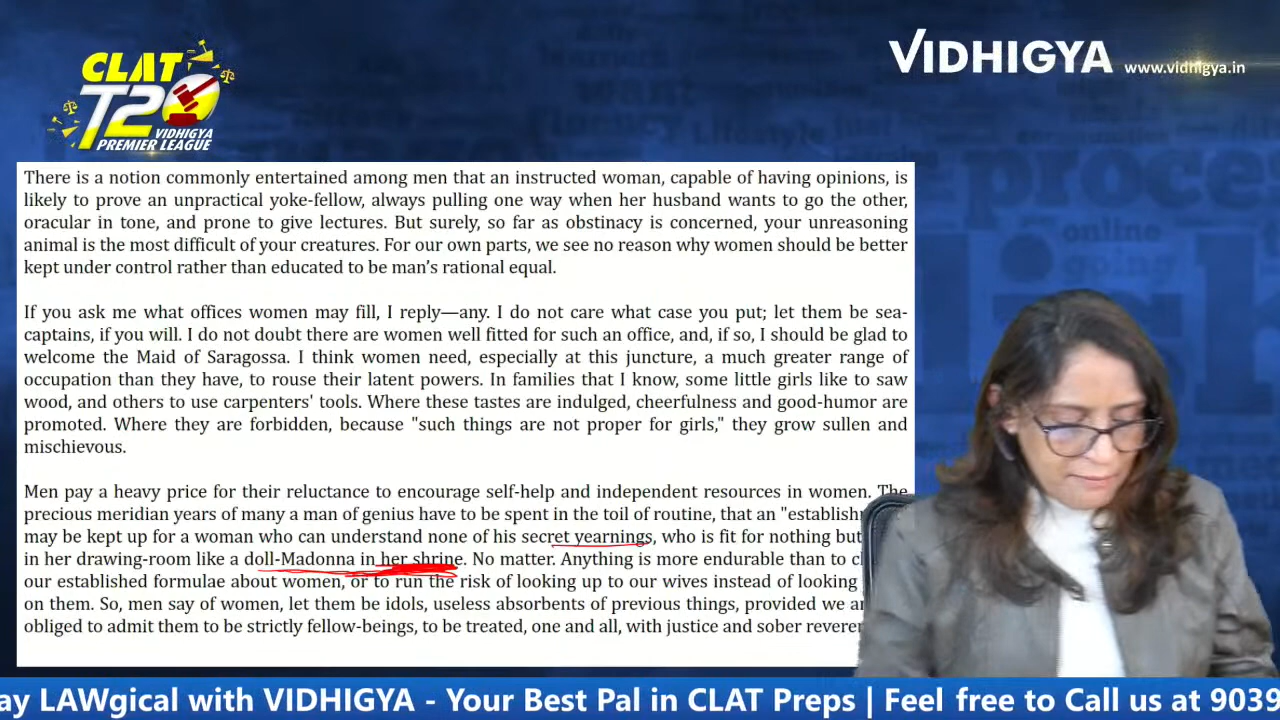 CLAT
T20
VIDHIGYA
PREMIER LEAGUE
VIDHIGYA www.vidhigya.in
There is a notion commonly entertained among men that an instructed woman, capable of having opinions, is
likely to prove an unpractical yoke-fellow, always pulling one way when her husband wants to go the other,
oracular in tone, and prone to give lectures. But surely, so far as obstinacy is concerned, your unreasoning
animal is the most difficult of your creatures. For our own parts, we see no reason why women should be better
kept under control rather than educated to be man’s rational equal.
If you ask me what offices women may fill, I reply—any. I do not care what case you put; let them be sea-
captains, if you will. I do not doubt there are women well fitted for such an office, and, if so, I should be glad to
welcome the Maid of Saragossa. I think women need, especially at this juncture, a much greater range of
occupation than they have, to rouse their latent powers. In families that I know, some little girls like to saw
wood, and others to use carpenters' tools. Where these tastes are indulged, cheerfulness and good-humor are
promoted. Where they are forbidden, because "such things are not proper for girls," they grow sullen and
mischievous.
Men pay a heavy price for their reluctance to encourage self-help and independent resources in women. The
precious meridian years of many a man of genius have to be spent in the toil of routine, that an "establishm
may be kept up for a woman who can understand none of his secret yearnings, who is fit for nothing but
in her drawing-room like a doll-Madonna in her shrine. No matter. Anything is more endurable than to c
our established formulae about women, or to run the risk of looking up to our wives instead of looking
on them. So, men say of women, let them be idols, useless absorbents of previous things, provided we a
obliged to admit them to be strictly fellow-beings, to be treated, one and all, with justice and sober revere
process
online
going
ay LAWgical with VIDHIGYA - Your Best Pal in CLAT Preps | Feel free to Call us at 9039